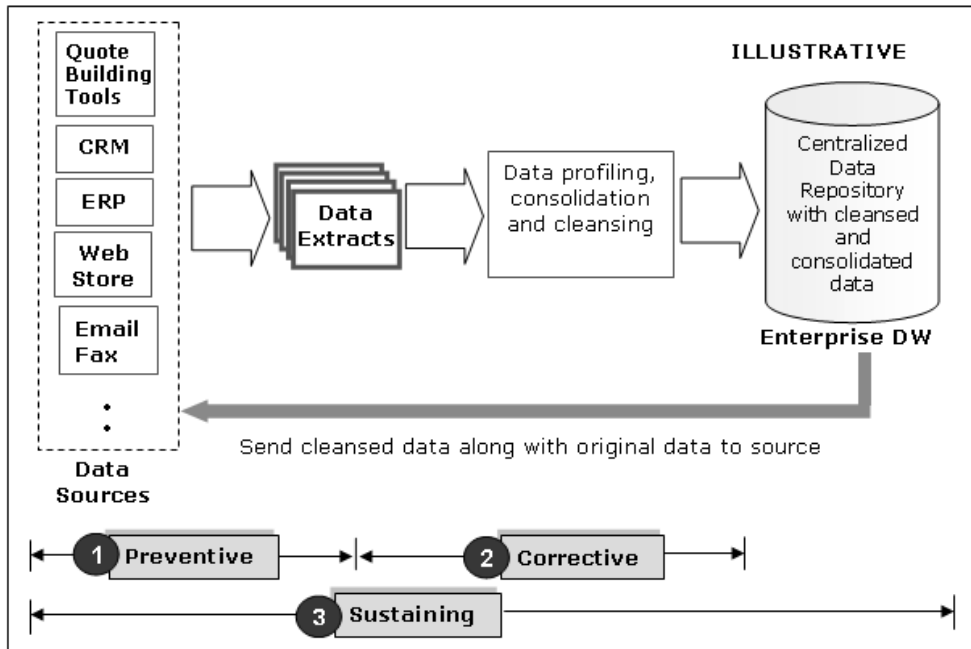 Quote
Building
Tools
CRM
ERP
Web
Store
Email
Fax
Data
Sources
Data
Extracts
Data profiling,
consolidation
and cleansing
ILLUSTRATIVE
Centralized
Data
Repository
with cleansed
and
consolidated
data
Enterprise DW
Send cleansed data along with original data to source
1 Preventive
2 Corrective
3 Sustaining